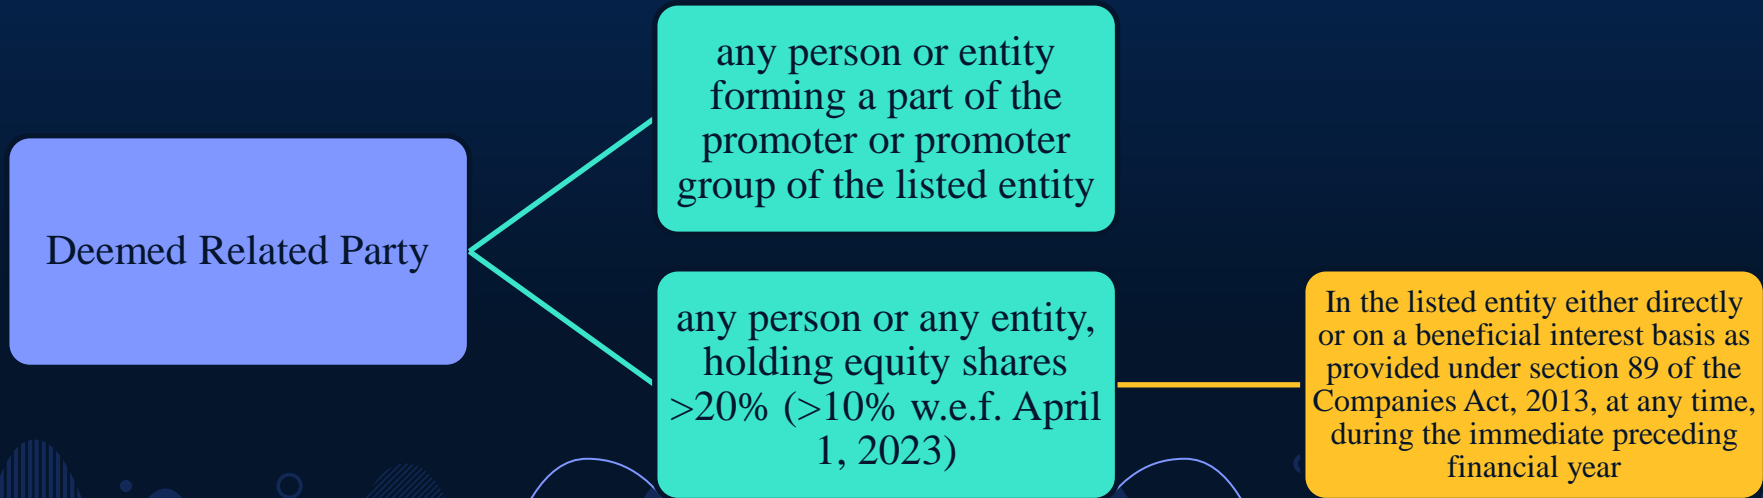 any person or entity
forming a part of the
promoter or promoter
group of the listed entity
Deemed Related Party
any person or any entity,
holding equity shares
>20% (>10% w.e.f. April
1, 2023)
In the listed entity either directly
or on a beneficial interest basis as
provided under section 89 of the
Companies Act, 2013, at any time,
during the immediate preceding
financial year